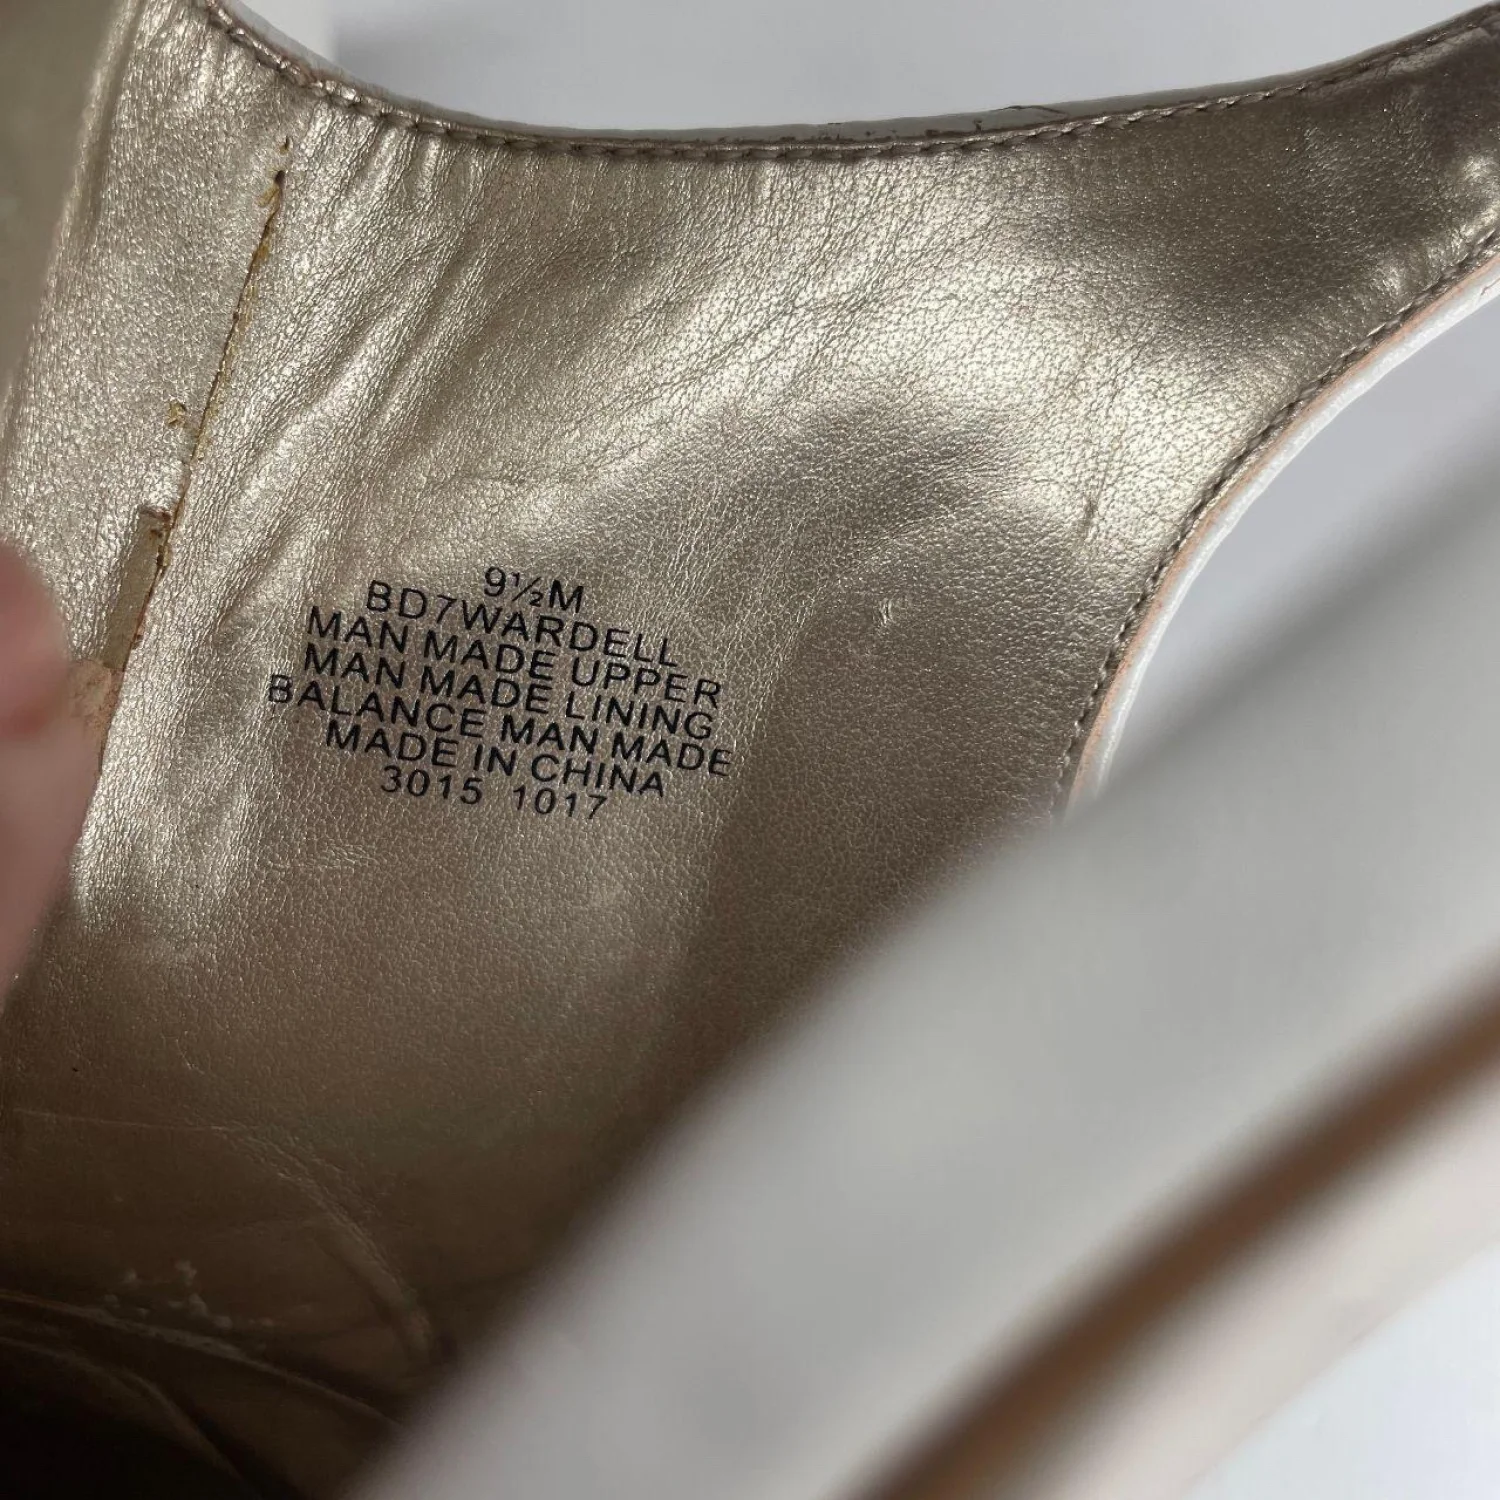 9½M
BD7WARDELL
MAN MADE UPPER
MAN MADE LINING
BALANCE MAN MADE
MADE IN CHINA
3015 1017